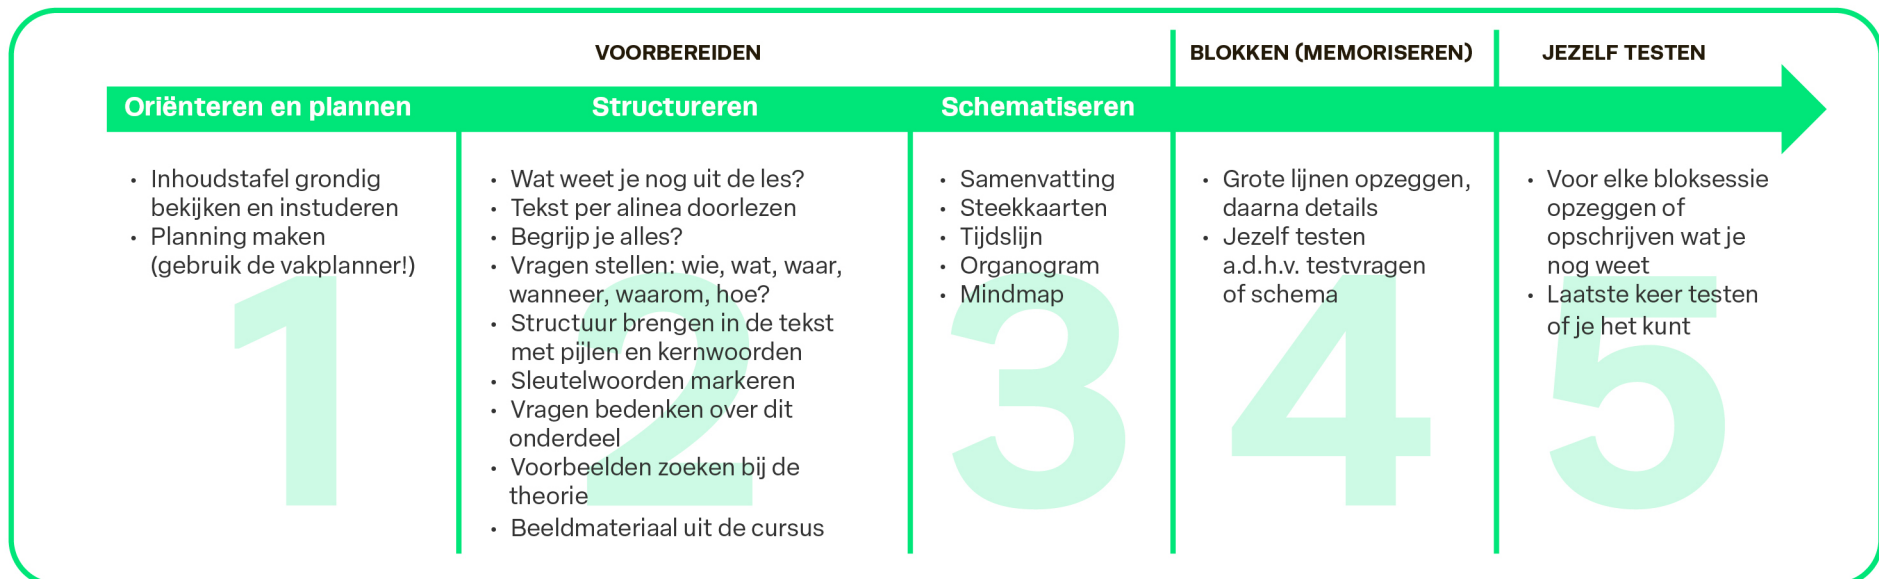 VOORBEREIDEN
BLOKKEN (MEMORISEREN)
JEZELF TESTEN
Oriënteren en plannen
Structureren
Schematiseren
1
• Inhoudstafel grondig
bekijken en instuderen
• Planning maken
(gebruik de vakplanner!)
2
• Wat weet je nog uit de les?
• Tekst per alinea doorlezen
• Begrijp je alles?
• Vragen stellen: wie, wat, waar,
wanneer, waarom, hoe?
• Structuur brengen in de tekst
met pijlen en kernwoorden
• Sleutelwoorden markeren
• Vragen bedenken over dit
onderdeel
• Voorbeelden zoeken bij de
theorie
• Beeldmateriaal uit de cursus
3
• Samenvatting
• Steekkaarten
• Tijdslijn
• Organogram
• Mindmap
4
• Grote lijnen opzeggen,
daarna details
• Jezelf testen
a.d.h.v. testvragen
of schema
5
• Voor elke bloksessie
opzeggen of
opschrijven wat je
nog weet
• Laatste keer testen
of je het kunt